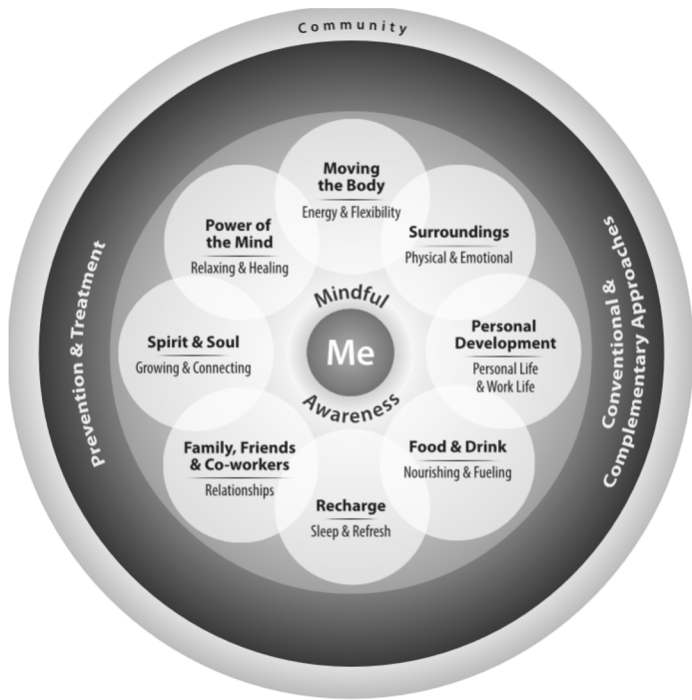 Community
Prevention & Treatment
Conventional &
Complementary Approaches
Moving
the Body
Energy & Flexibility
Surroundings
Physical & Emotional
Personal
Development
Personal Life
& Work Life
Food & Drink
Nourishing & Fueling
Recharge
Sleep & Refresh
Family, Friends
& Co-workers
Relationships
Spirit & Soul
Growing & Connecting
Power of
the Mind
Relaxing & Healing
Mindful
Me
Awareness